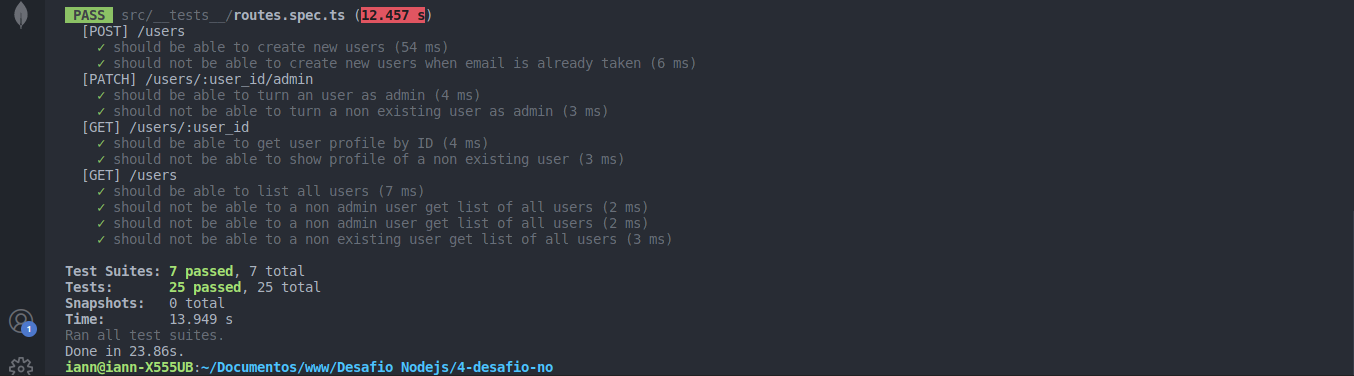 PASS src/__tests__/routes.spec.ts (12.457 s)
[POST] /users
✓ should be able to create new users (54 ms)
✓ should not be able to create new users when email is already taken (6 ms)
[PATCH] /users/:user_id/admin
✓ should be able to turn an user as admin (4 ms)
✓ should not be able to turn a non existing user as admin (3 ms)
[GET] /users/:user_id
✓ should be able to get user profile by ID (4 ms)
✓ should not be able to show profile of a non existing user (3 ms)
[GET] /users
✓ should be able to list all users (7 ms)
✓ should not be able to a non admin user get list of all users (2 ms)
✓ should not be able to a non admin user get list of all users (2 ms)
✓ should not be able to a non existing user get list of all users (3 ms)
Test Suites: 7 passed, 7 total
Tests: 25 passed, 25 total
Snapshots: 0 total
Time: 13.949 s
Ran all test suites.
1
Done in 23.86s.
iann@iann-X555UB:~/Documentos/www/Desafio Nodejs/4-desafio-no